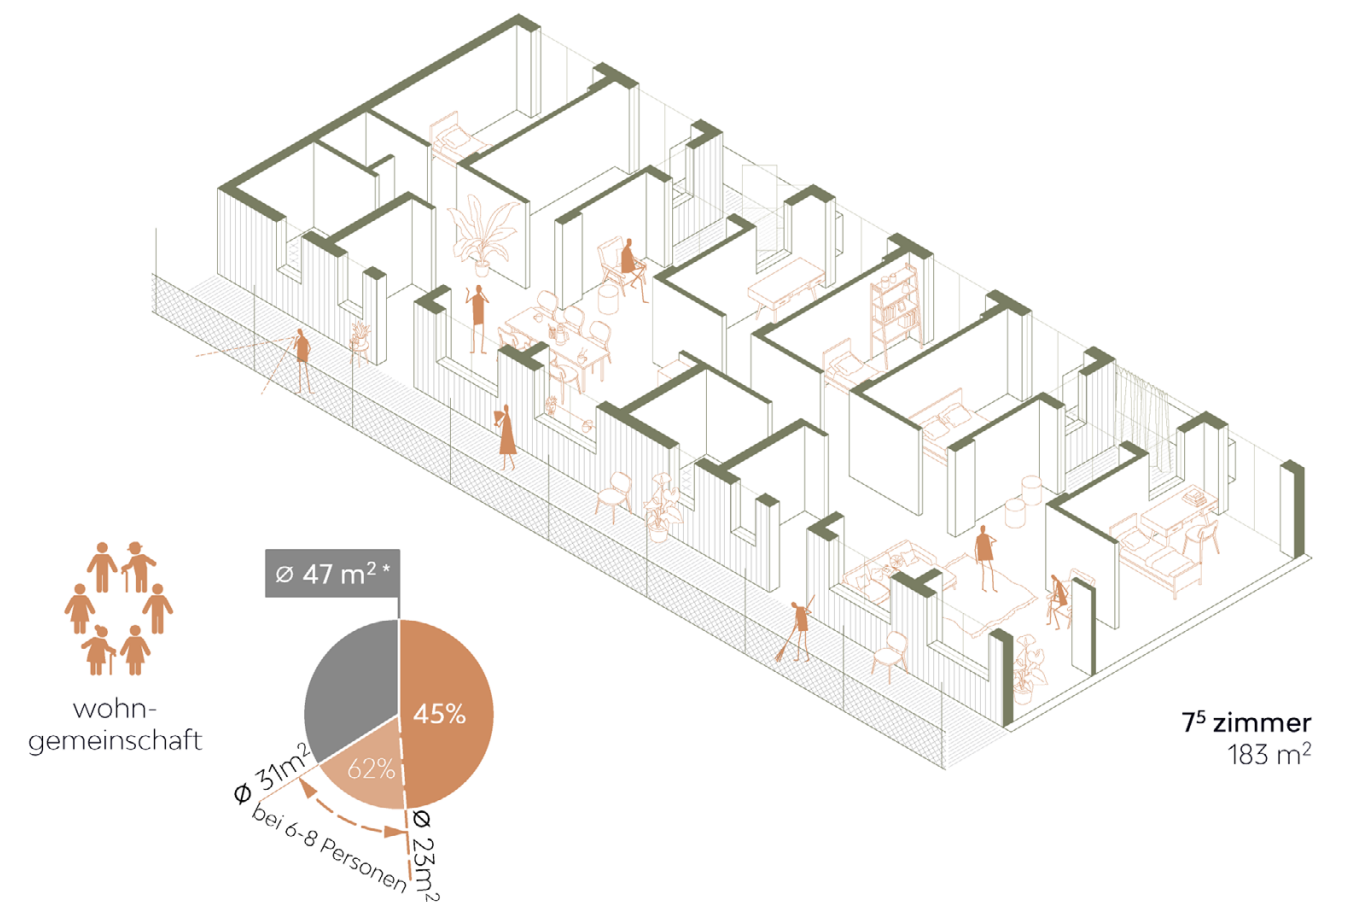 Ø 47 m² *
45%
62%
Ø 31m²
bei 6-8 Personen
Ø 23m²
wohn-
gemeinschaft
7⁵ zimmer
183 m²